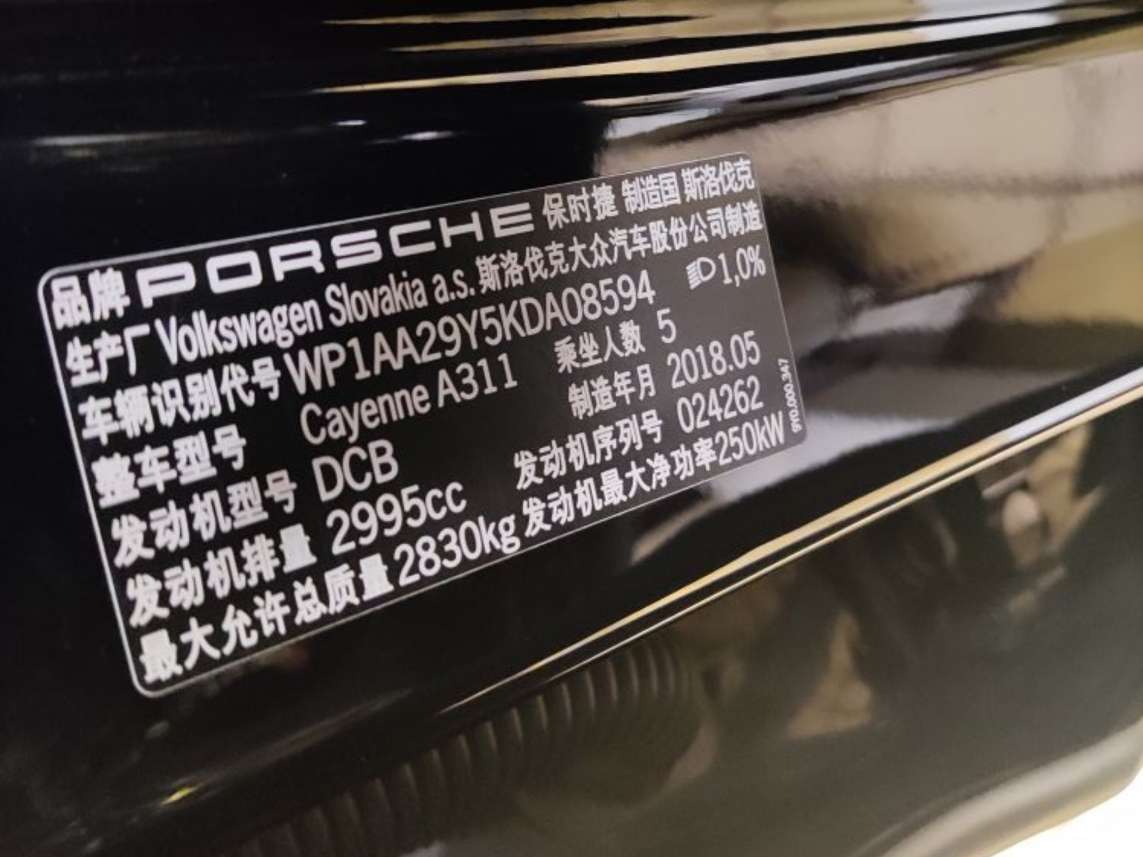 品牌 PORSCHE 保时捷 制造国 斯洛伐克
生产厂 Volkswagen Slovakia a.s. 斯洛伐克大众汽车股份公司制造
车辆识别代号 WP1AA29Y5KDA08594 1,0%
整车型号 Cayenne A311 乘坐人数 5
发动机型号 DCB 制造年月 2018.05
发动机排量 2995cc 发动机序列号 024262
最大允许总质量 2830kg 发动机最大净功率 250kW
9Y0.000.347